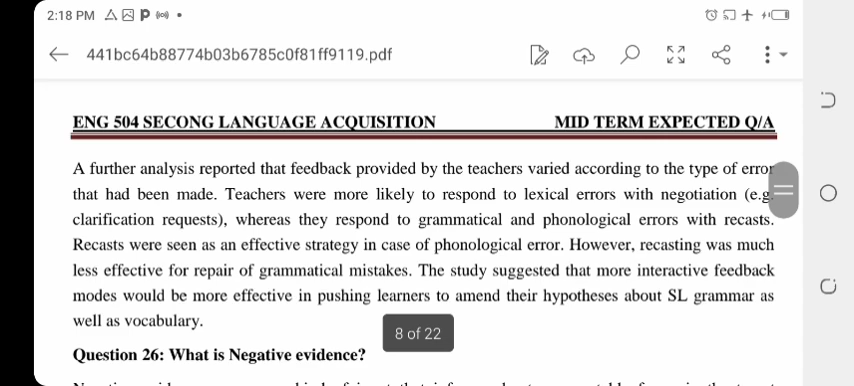 2:18 PM
441bc64b88774b03b6785c0f81ff9119.pdf
ENG 504 SECONG LANGUAGE ACQUISITION MID TERM EXPECTED Q/A
A further analysis reported that feedback provided by the teachers varied according to the type of error
that had been made. Teachers were more likely to respond to lexical errors with negotiation (e.g.
clarification requests), whereas they respond to grammatical and phonological errors with recasts.
Recasts were seen as an effective strategy in case of phonological error. However, recasting was much
less effective for repair of grammatical mistakes. The study suggested that more interactive feedback
modes would be more effective in pushing learners to amend their hypotheses about SL grammar as
well as vocabulary.
8 of 22
Question 26: What is Negative evidence?